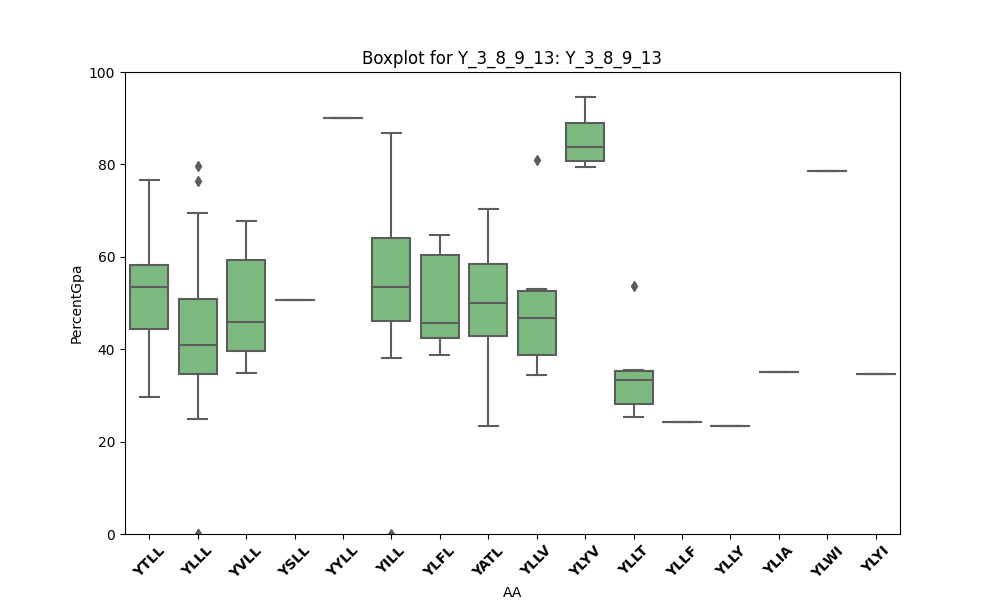 Boxplot for Y_3_8_9_13: Y_3_8_9_13
100
80
60
40
20
0
PercentGpa
YTLL YLLL YVLL YSLL YYLL YILL YLFL YATL YLLV YLYV YLLT YLLF YLLY YLIA YLWI YLYI
AA